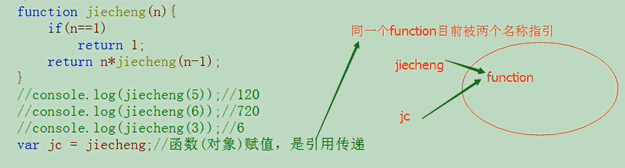 function jiecheng(n){
if(n==1)
return 1;
return n*jiecheng(n-1);
}
//console.log(jiecheng(5));//120
//console.log(jiecheng(6));//720
//console.log(jiecheng(3));//6
var jc = jiecheng;//函数(对象)赋值，是引用传递
同一个function目前被两个名称指引
jiecheng
function
jc